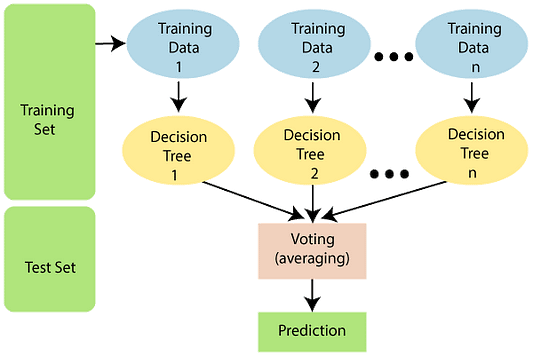 Training
Set
Training
Data
1
Training
Data
2
Training
Data
n
Decision
Tree
1
Decision
Tree
2
Decision
Tree
n
Test Set
Voting
(averaging)
Prediction